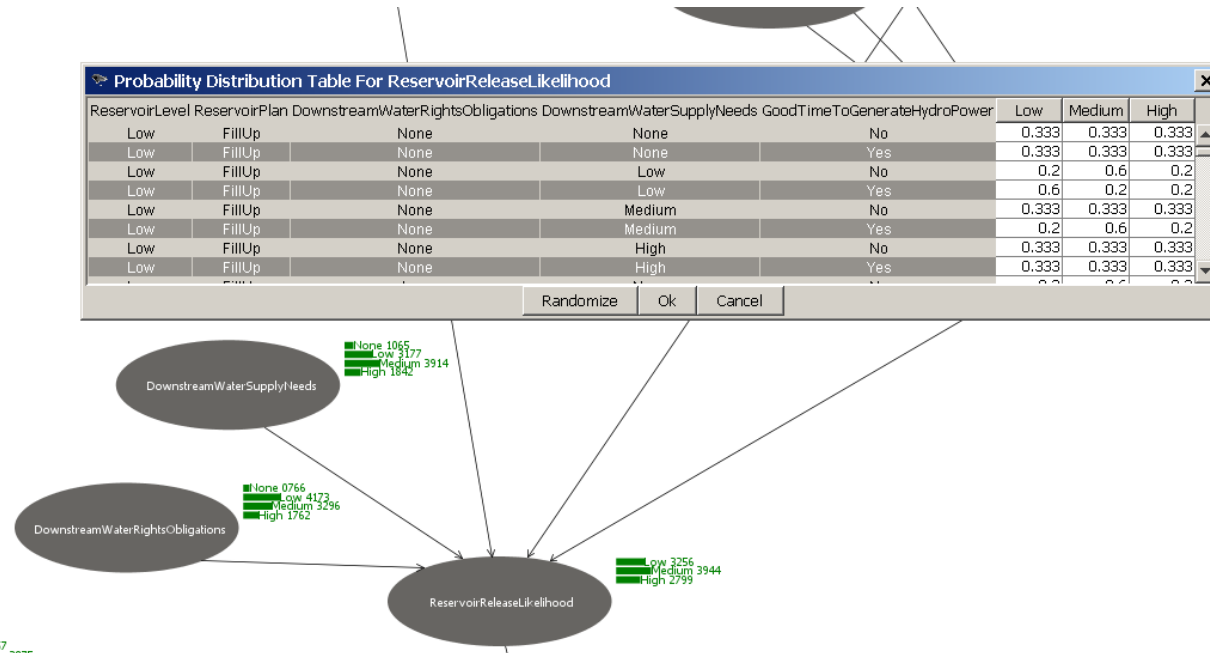 Probability Distribution Table For ReservoirReleaseLikelihood
ReservoirLevel ReservoirPlan DownstreamWaterRightsObligations DownstreamWaterSupplyNeeds GoodTimeToGenerateHydroPower Low Medium High
Low FillUp None None No 0.333 0.333 0.333
Low FillUp None None Yes 0.333 0.333 0.333
Low FillUp None Low No 0.2 0.6 0.2
Low FillUp None Low Yes 0.6 0.2 0.2
Low FillUp None Medium No 0.333 0.333 0.333
Low FillUp None Medium Yes 0.2 0.6 0.2
Low FillUp None High No 0.333 0.333 0.333
Low FillUp None High Yes 0.333 0.333 0.333
Randomize Ok Cancel
None 1065
Low 3177
Medium 3914
High 1842
DownstreamWaterSupplyNeeds
None 0766
Low 4173
Medium 3296
High 1762
DownstreamWaterRightsObligations
Low 3256
Medium 3944
High 2799
ReservoirReleaseLikelihood